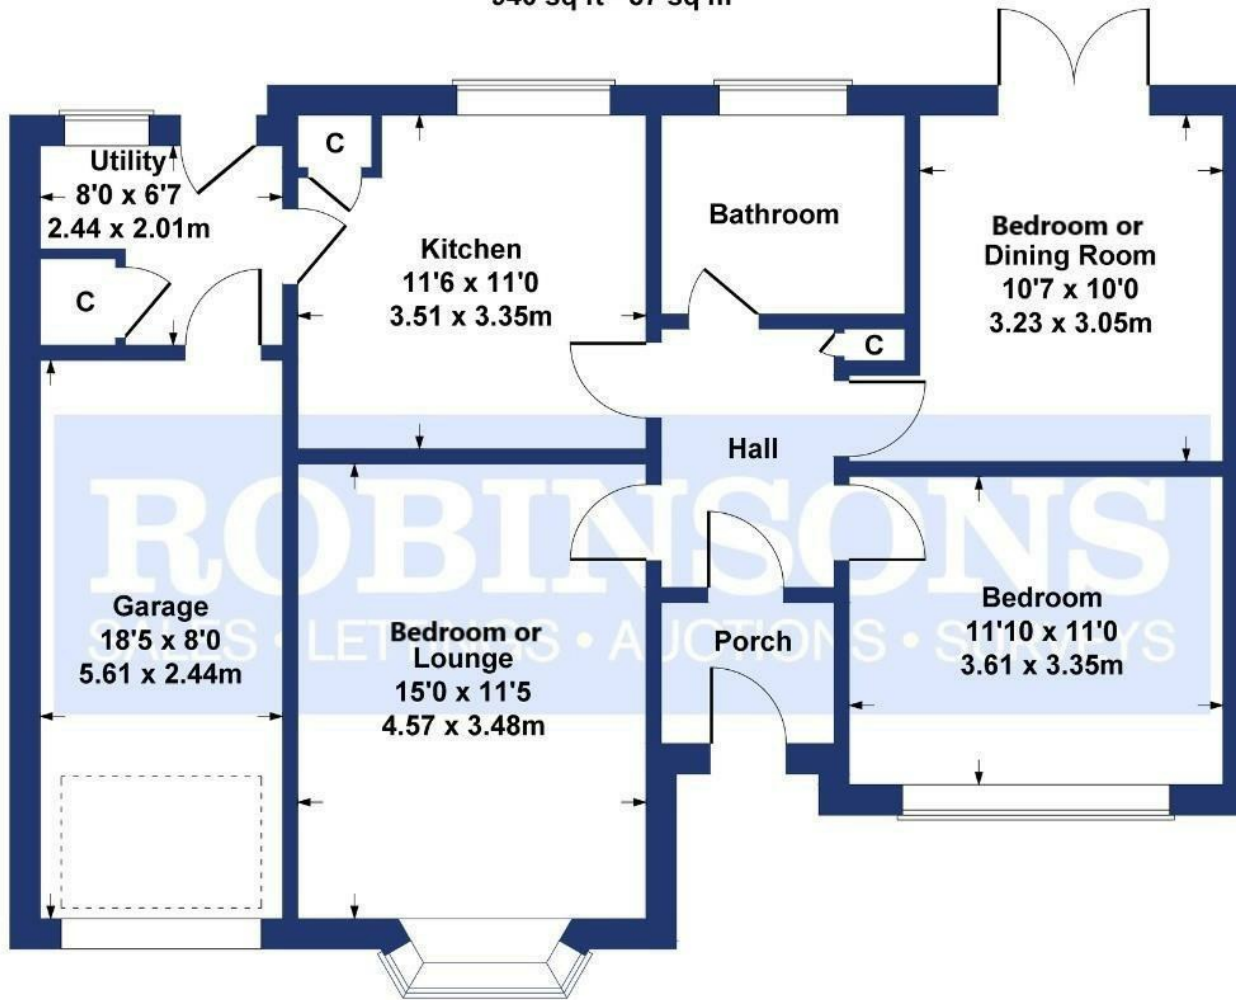 Utility
8'0 x 6'7
2.44 x 2.01m
C
C
Kitchen
11'6 x 11'0
3.51 x 3.35m
Bathroom
Bedroom or
Dining Room
10'7 x 10'0
3.23 x 3.05m
C
Hall
ROBINSONS
SALES • LETTINGS • AUCTIONS • SURVEYS
Garage
18'5 x 8'0
5.61 x 2.44m
Bedroom or
Lounge
15'0 x 11'5
4.57 x 3.48m
Porch
Bedroom
11'10 x 11'0
3.61 x 3.35m